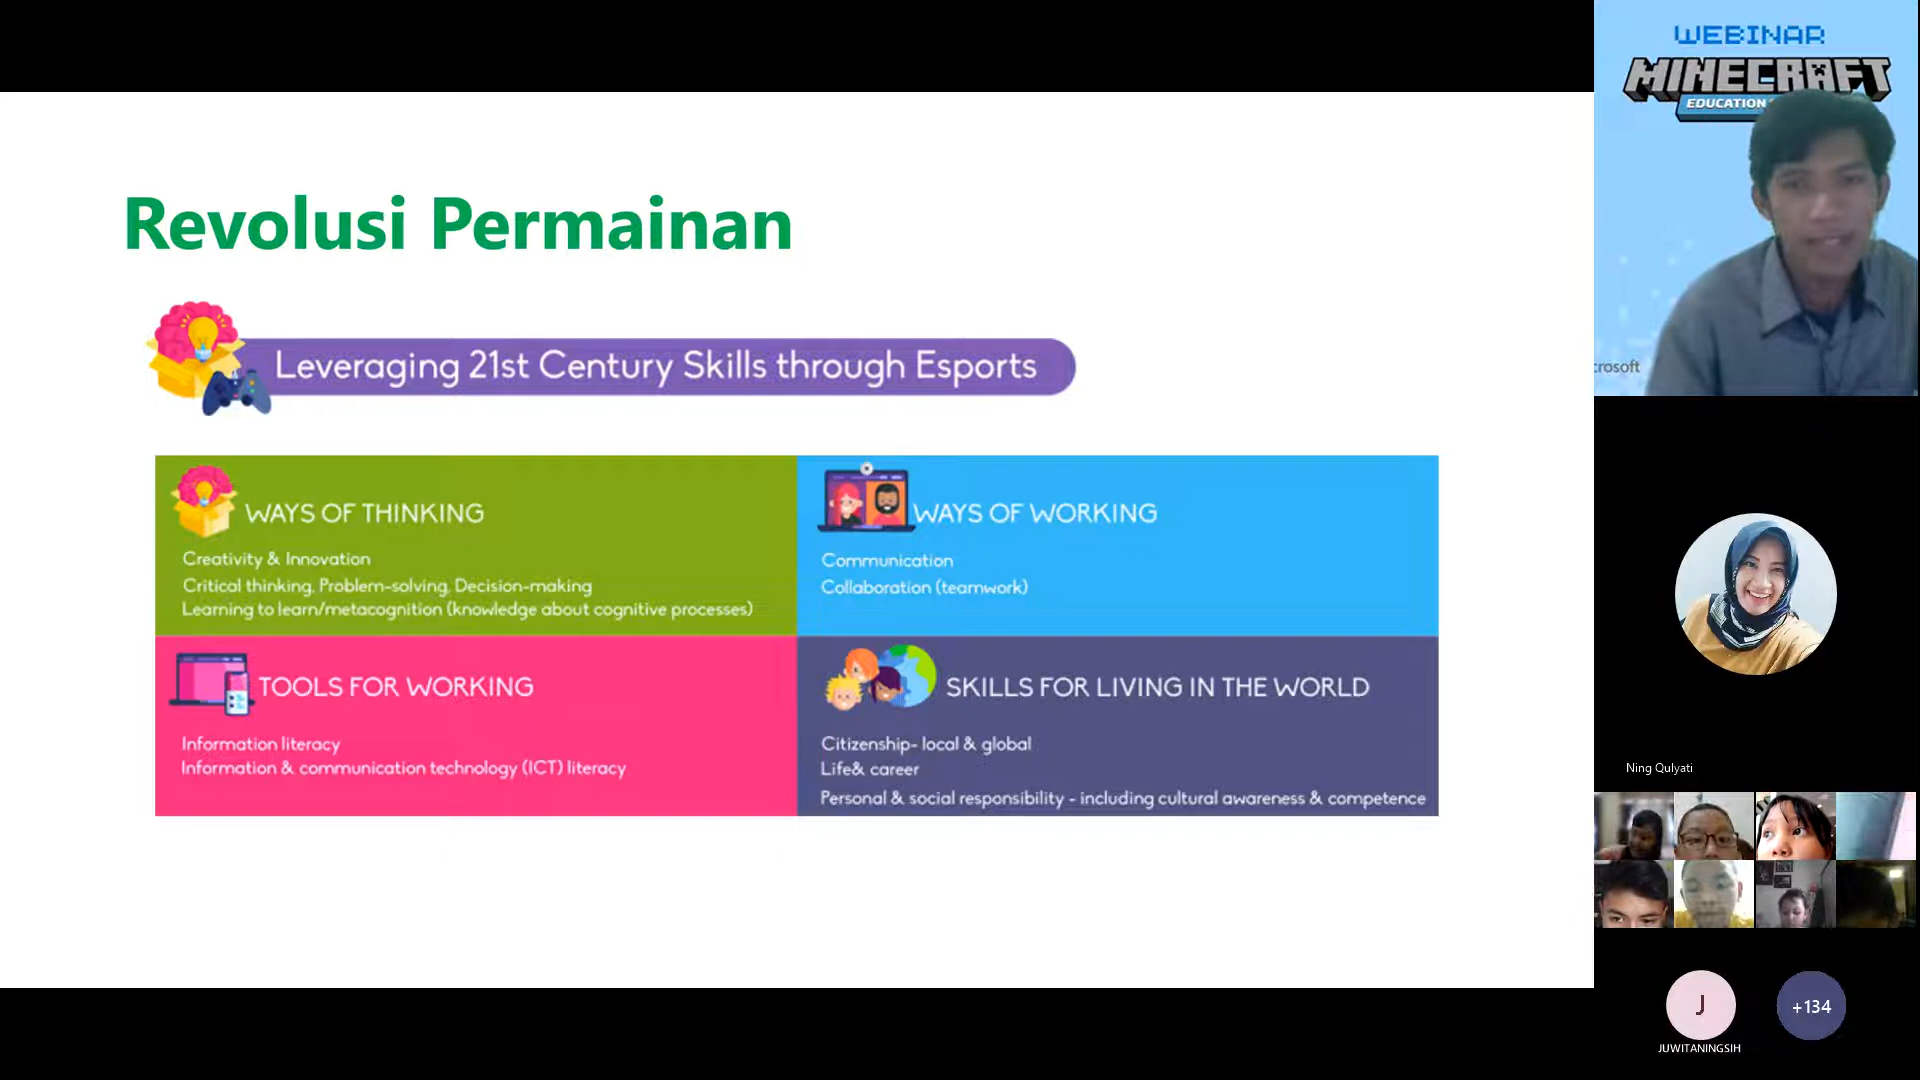 Revolusi Permainan
Leveraging 21st Century Skills through Esports
WAYS OF THINKING
Creativity & Innovation
Critical thinking, Problem-solving, Decision-making
Learning to learn/metacognition (knowledge about cognitive processes)
WAYS OF WORKING
Communication
Collaboration (teamwork)
TOOLS FOR WORKING
Information literacy
Information & communication technology (ICT) literacy
SKILLS FOR LIVING IN THE WORLD
Citizenship- local & global
Life& career
Personal & social responsibility - including cultural awareness & competence
WEBINAR
MINECRAFT
EDUCATION
crosoft
Ning Qulyati
J
+134
JUWITANINGSIH